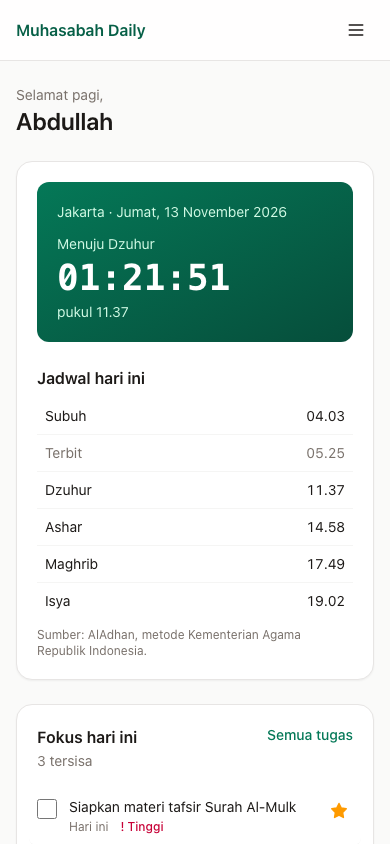 Muhasabah Daily
Selamat pagi,
Abdullah
Jakarta · Jumat, 13 November 2026
Menuju Dzuhur
01:21:51
pukul 11.37
Jadwal hari ini
Subuh 04.03
Terbit 05.25
Dzuhur 11.37
Ashar 14.58
Maghrib 17.49
Isya 19.02
Sumber: AlAdhan, metode Kementerian Agama
Republik Indonesia.
Fokus hari ini Semua tugas
3 tersisa
Siapkan materi tafsir Surah Al-Mulk
Hari ini ! Tinggi